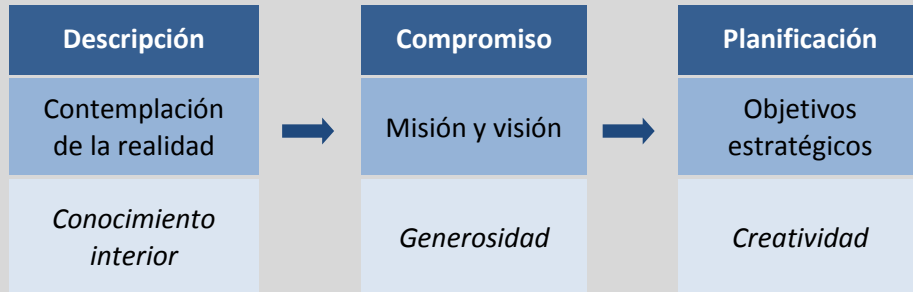 Descripción
Contemplación
de la realidad
Conocimiento
interior
Compromiso
Misión y visión
Generosidad
Planificación
Objetivos
estratégicos
Creatividad